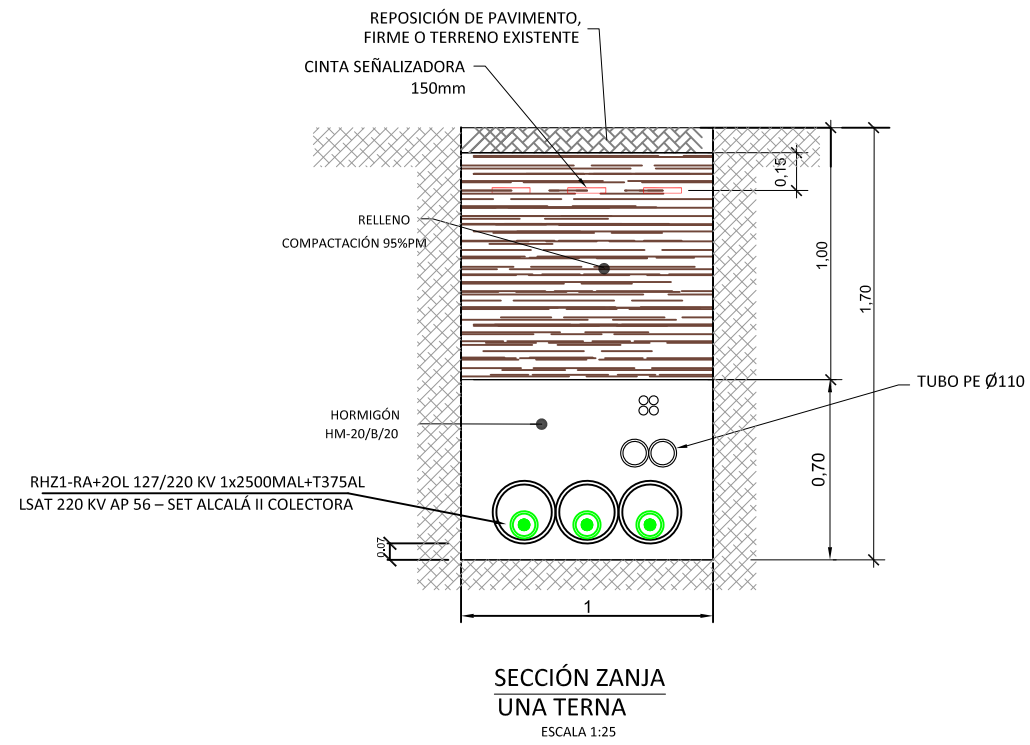 REPOSICIÓN DE PAVIMENTO,
FIRME O TERRENO EXISTENTE
CINTA SEÑALIZADORA
150mm
0,15
RELLENO
COMPACTACIÓN 95%PM
1,00
1,70
TUBO PE Ø110
HORMIGÓN
HM-20/B/20
0,70
RHZ1-RA+2OL 127/220 KV 1x2500MAL+T375AL
LSAT 220 KV AP 56 – SET ALCALÁ II COLECTORA
0,07
1
SECCIÓN ZANJA
UNA TERNA
ESCALA 1:25